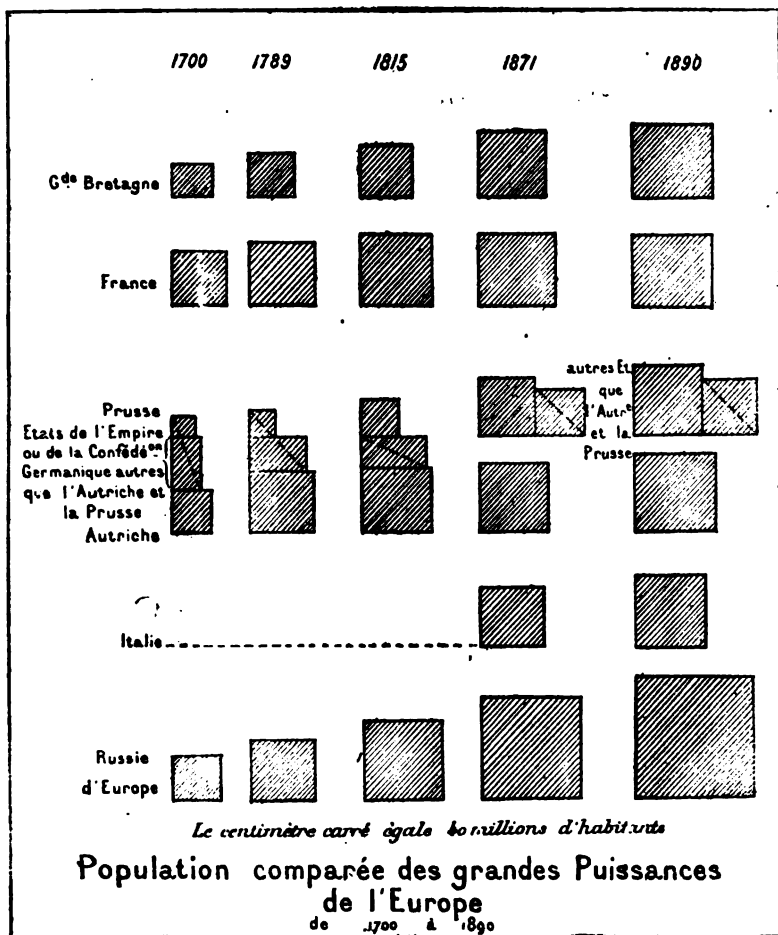 1700 1789 1815 1871 1890
Gde Bretagne
France
Prusse
Etats de l'Empire
ou de la Confédéon
Germanique autres
que l'Autriche et
la Prusse
Autriche
autres Et
que
l'Autre
et la
Prusse
Italie
Russie
d'Europe
Le centimètre carré égale millions d'habitants
Population comparée des grandes Puissances
de l'Europe
de 1700 à 1890